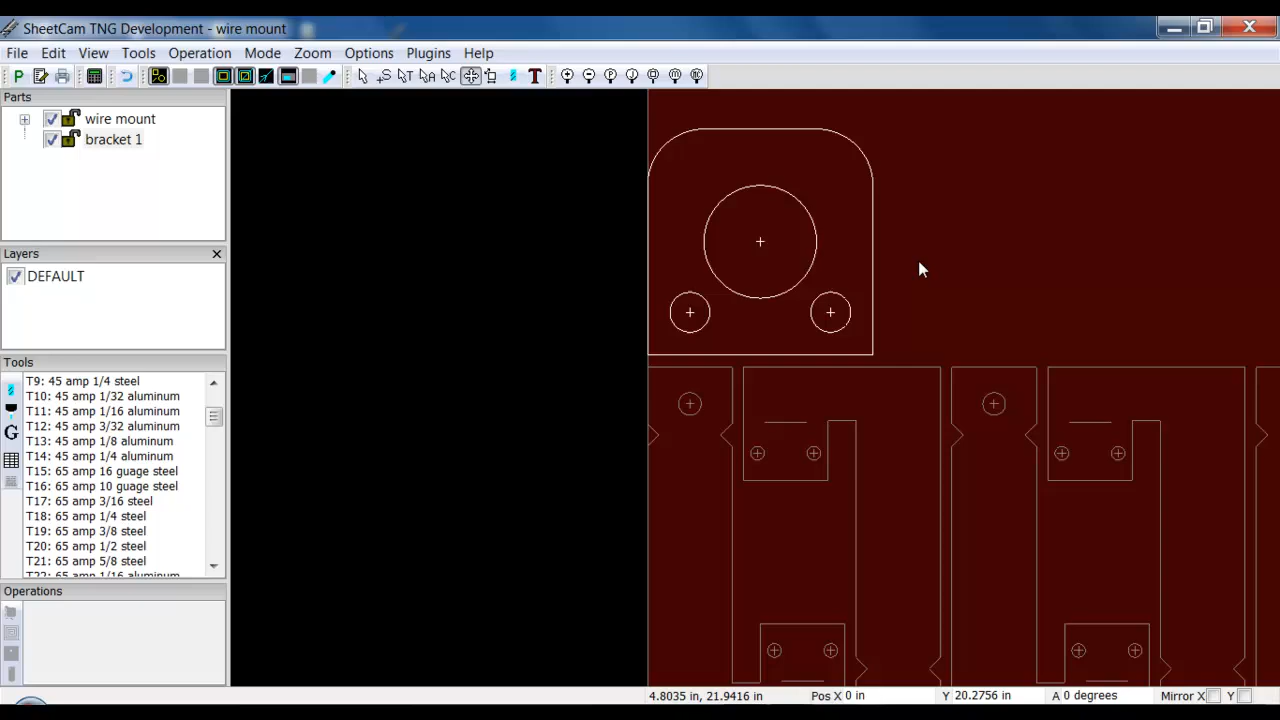 SheetCam TNG Development - wire mount
File Edit View Tools Operation Mode Zoom Options Plugins Help
Parts
wire mount
bracket 1
Layers
DEFAULT
Tools
T9: 45 amp 1/4 steel
T10: 45 amp 1/32 aluminum
T11: 45 amp 1/16 aluminum
T12: 45 amp 3/32 aluminum
T13: 45 amp 1/8 aluminum
T14: 45 amp 1/4 aluminum
T15: 65 amp 16 guage steel
T16: 65 amp 10 guage steel
T17: 65 amp 3/16 steel
T18: 65 amp 1/4 steel
T19: 65 amp 3/8 steel
T20: 65 amp 1/2 steel
T21: 65 amp 5/8 steel
T22: 65 amp 1/16 aluminum
Operations
4.8035 in, 21.9416 in Pos X 0 in Y 20.2756 in A 0 degrees Mirror X Y